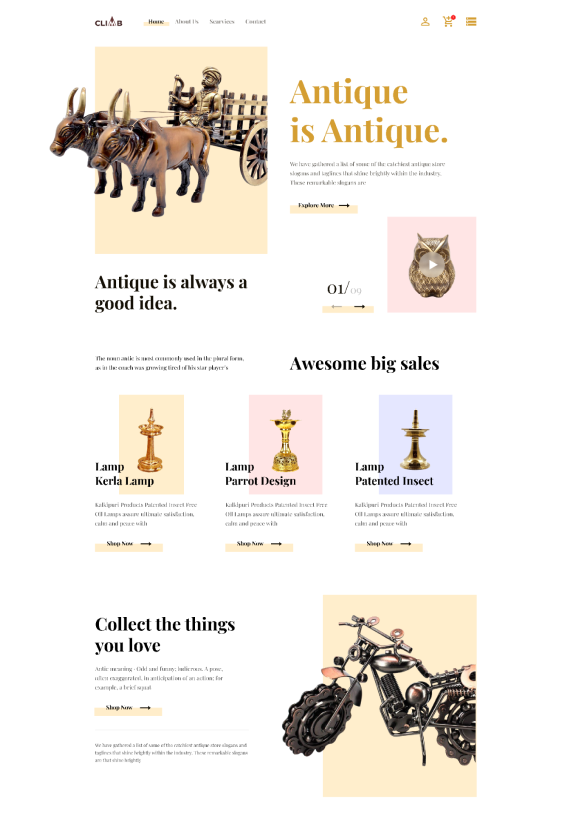 CLIMB
Home About Us Searvices Contact
Antique
is Antique.
We have gathered a list of some of the catchiest antique store
slogans and taglines that shine brightly within the industry.
These remarkable slogans are
Explore More
Antique is always a
good idea.
01/09
The noun antic is most commonly used in the plural form,
as in the coach was growing tired of his star player's
Awesome big sales
Lamp
Kerla Lamp
Lamp
Parrot Design
Lamp
Patented Insect
Kalkipuri Products Patented Insect Free
Oil Lamps assure ultimate satisfaction,
calm and peace with
Kalkipuri Products Patented Insect Free
Oil Lamps assure ultimate satisfaction,
calm and peace with
Kalkipuri Products Patented Insect Free
Oil Lamps assure ultimate satisfaction,
calm and peace with
Shop Now
Shop Now
Shop Now
Collect the things
you love
Antic meaning · Odd and funny; ludicrous. A pose,
often exaggerated, in anticipation of an action; for
example, a brief squat
Shop Now
We have gathered a list of some of the catchiest antique store slogans and
taglines that shine brightly within the industry. These remarkable slogans
are that shine brightly